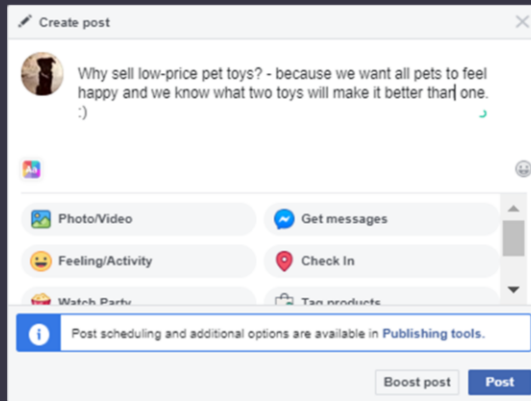 Create post
Why sell low-price pet toys? - because we want all pets to feel
happy and we know what two toys will make it better than one.
:)
Photo/Video
Get messages
Feeling/Activity
Check In
Watch Party
Tag products
Post scheduling and additional options are available in Publishing tools.
Boost post
Post